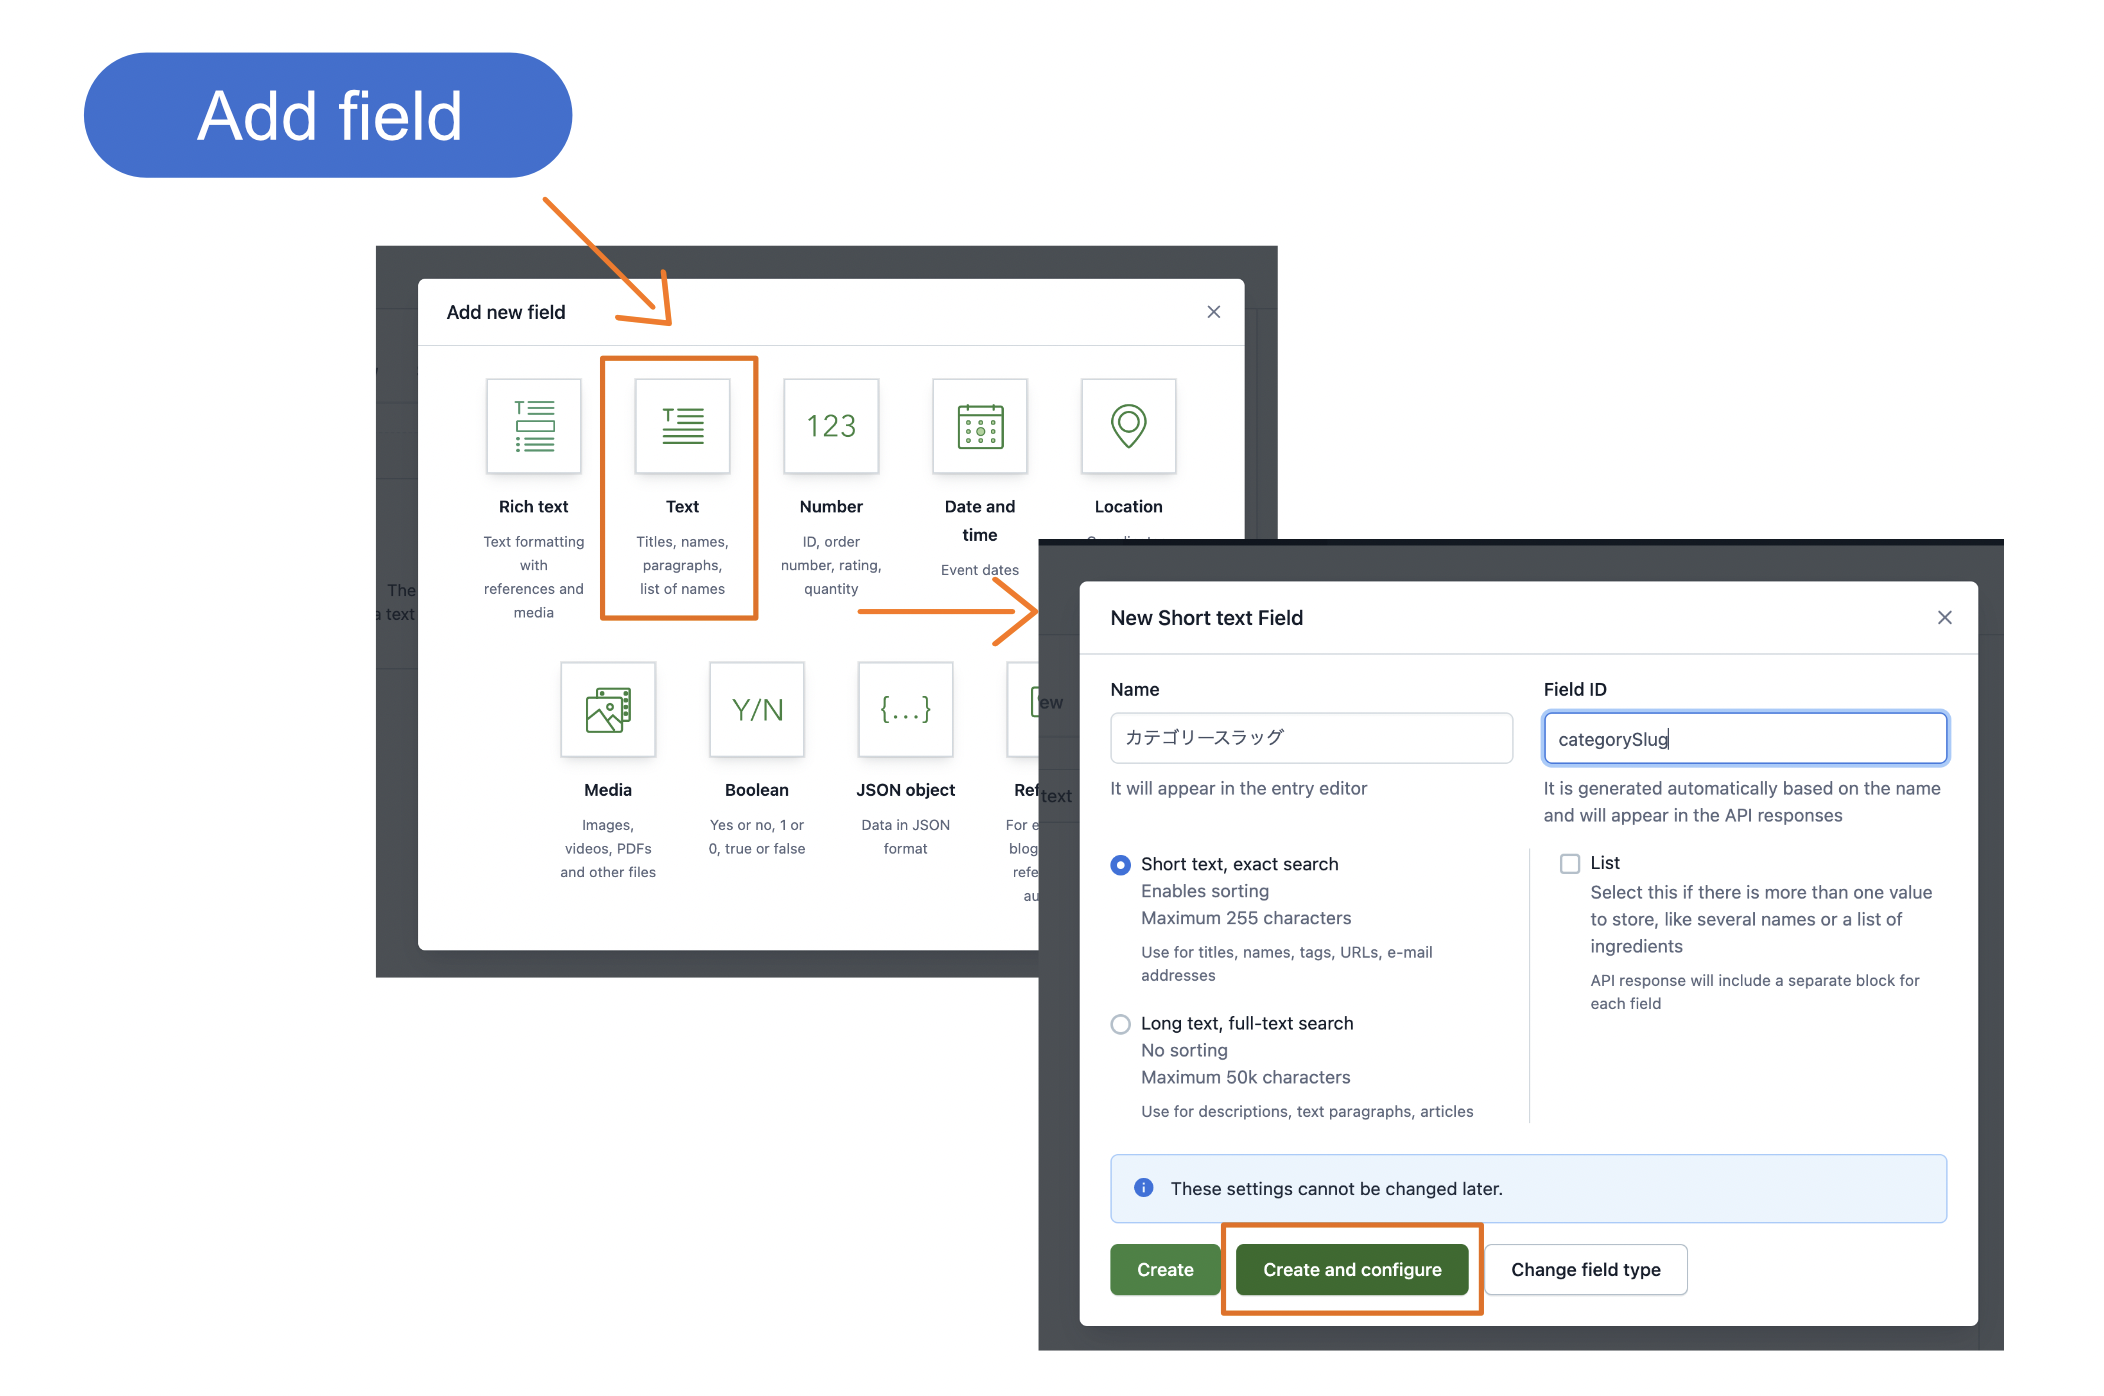 Add field
Add new field
Rich text
Text formatting
with
references and
media
Text
Titles, names,
paragraphs,
list of names
123
Number
ID, order
number, rating,
quantity
Date and
time
Event dates
Location
The
a text
Media
Images,
videos, PDFs
and other files
Y/N
Boolean
Yes or no, 1 or
0, true or false
{...}
JSON object
Data in JSON
format
Ref
For e
blog
refe
au
ew
text
New Short text Field
Name
カテゴリースラッグ
It will appear in the entry editor
Field ID
categorySlug
It is generated automatically based on the name
and will appear in the API responses
Short text, exact search
Enables sorting
Maximum 255 characters
Use for titles, names, tags, URLs, e-mail
addresses
Long text, full-text search
No sorting
Maximum 50k characters
Use for descriptions, text paragraphs, articles
List
Select this if there is more than one value
to store, like several names or a list of
ingredients
API response will include a separate block for
each field
These settings cannot be changed later.
Create
Create and configure
Change field type